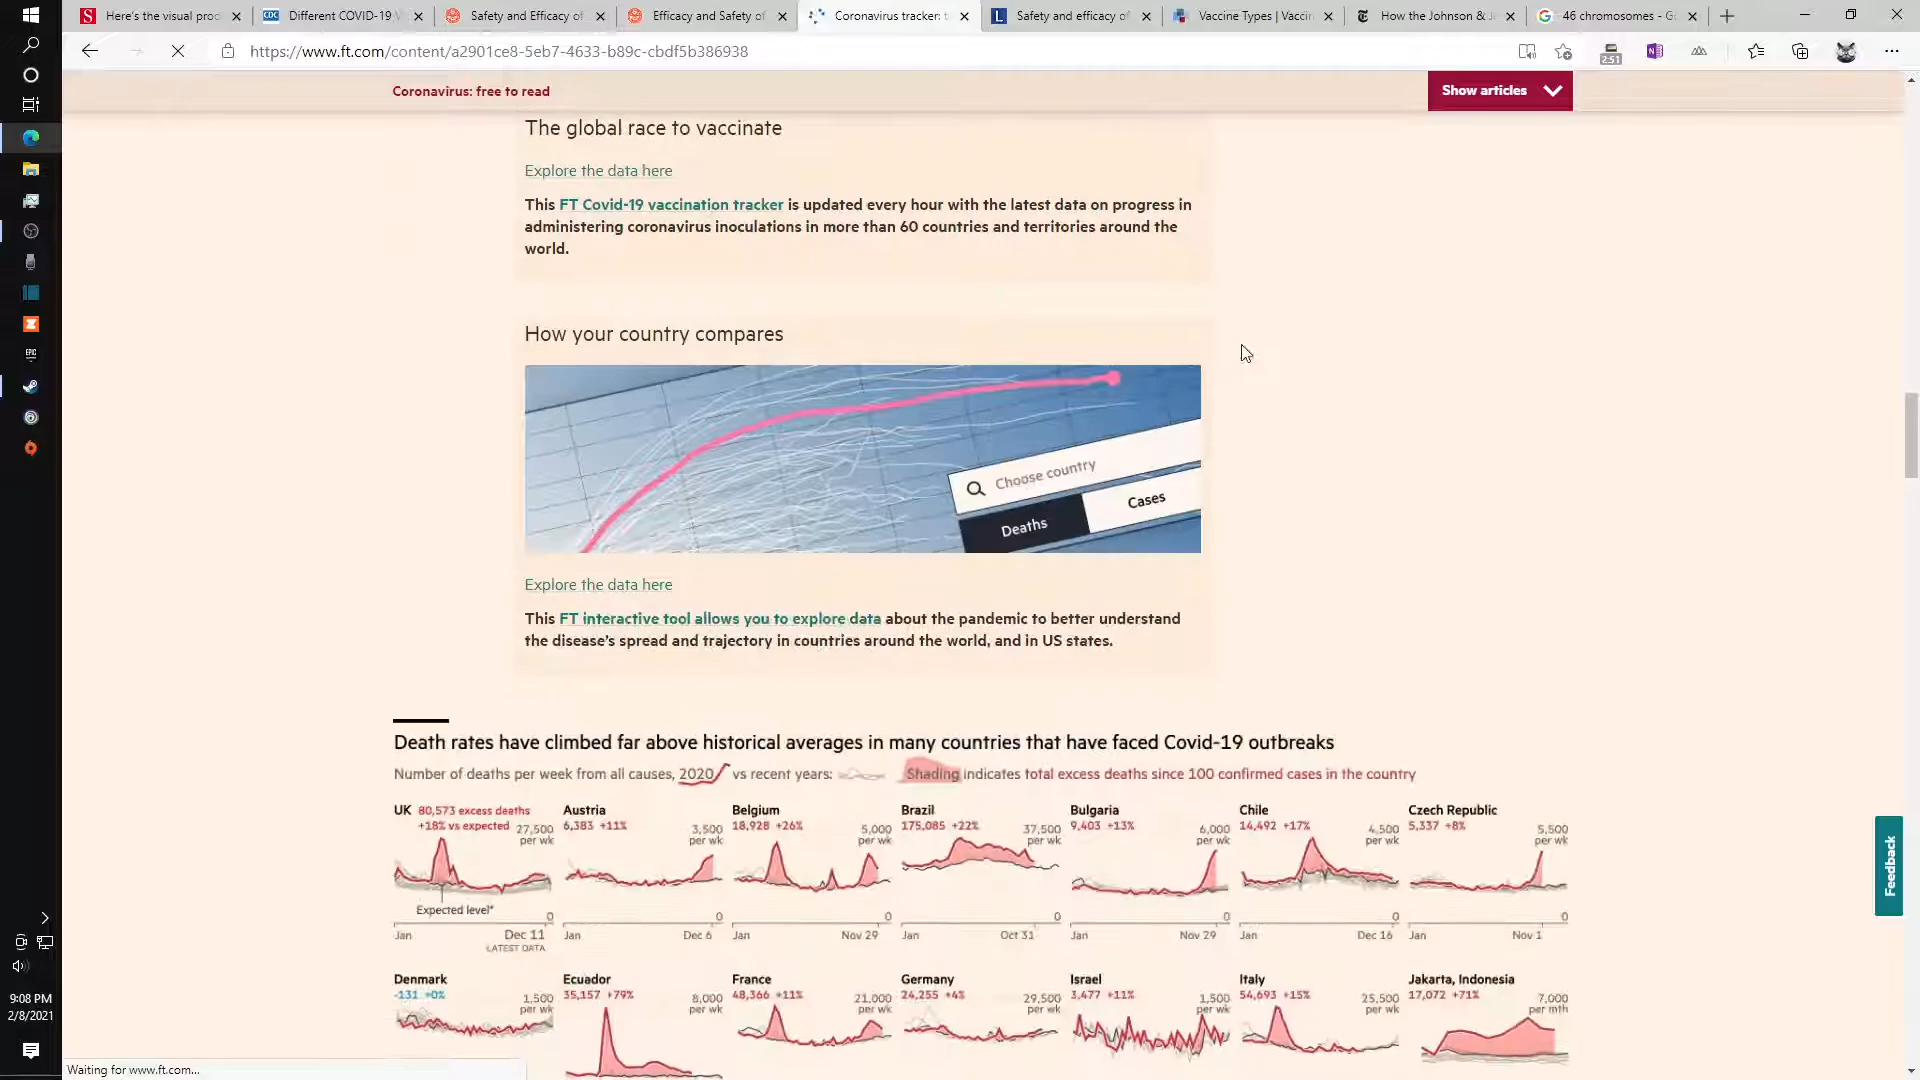 Here's the visual proc
Different COVID-19 V
Safety and Efficacy of
Efficacy and Safety of
Coronavirus tracker: t
Safety and efficacy of
Vaccine Types | Vaccin
How the Johnson & J
46 chromosomes - G
https://www.ft.com/content/a2901ce8-5eb7-4633-b89c-cbdf5b386938
2:51
Coronavirus: free to read
Show articles
The global race to vaccinate
Explore the data here
This FT Covid-19 vaccination tracker is updated every hour with the latest data on progress in
administering coronavirus inoculations in more than 60 countries and territories around the
world.
How your country compares
Choose country
Deaths
Cases
Explore the data here
This FT interactive tool allows you to explore data about the pandemic to better understand
the disease's spread and trajectory in countries around the world, and in US states.
Death rates have climbed far above historical averages in many countries that have faced Covid-19 outbreaks
Number of deaths per week from all causes, 2020 vs recent years: Shading indicates total excess deaths since 100 confirmed cases in the country
UK 80,573 excess deaths +18% vs expected 27,500 per wk
Expected level*
0
Jan Dec 11
LATEST DATA
Austria
6,383 +11% 3,500 per wk
0
Jan Dec 6
Belgium
18,928 +26% 5,000 per wk
0
Jan Nov 29
Brazil
175,085 +22% 37,500 per wk
0
Jan Oct 31
Bulgaria
9,403 +13% 6,000 per wk
0
Jan Nov 29
Chile
14,492 +17% 4,500 per wk
0
Jan Dec 16
Czech Republic
5,337 +8% 5,500 per wk
0
Jan Nov 1
Denmark
-131 +0% 1,500 per wk
Ecuador
35,157 +79% 8,000 per wk
France
48,366 +11% 21,000 per wk
Germany
24,255 +4% 29,500 per wk
Israel
3,477 +11% 1,500 per wk
Italy
54,693 +15% 25,500 per wk
Jakarta, Indonesia
17,072 +71% 7,000 per mth
Feedback
EPIC
9:08 PM
2/8/2021
Waiting for www.ft.com...